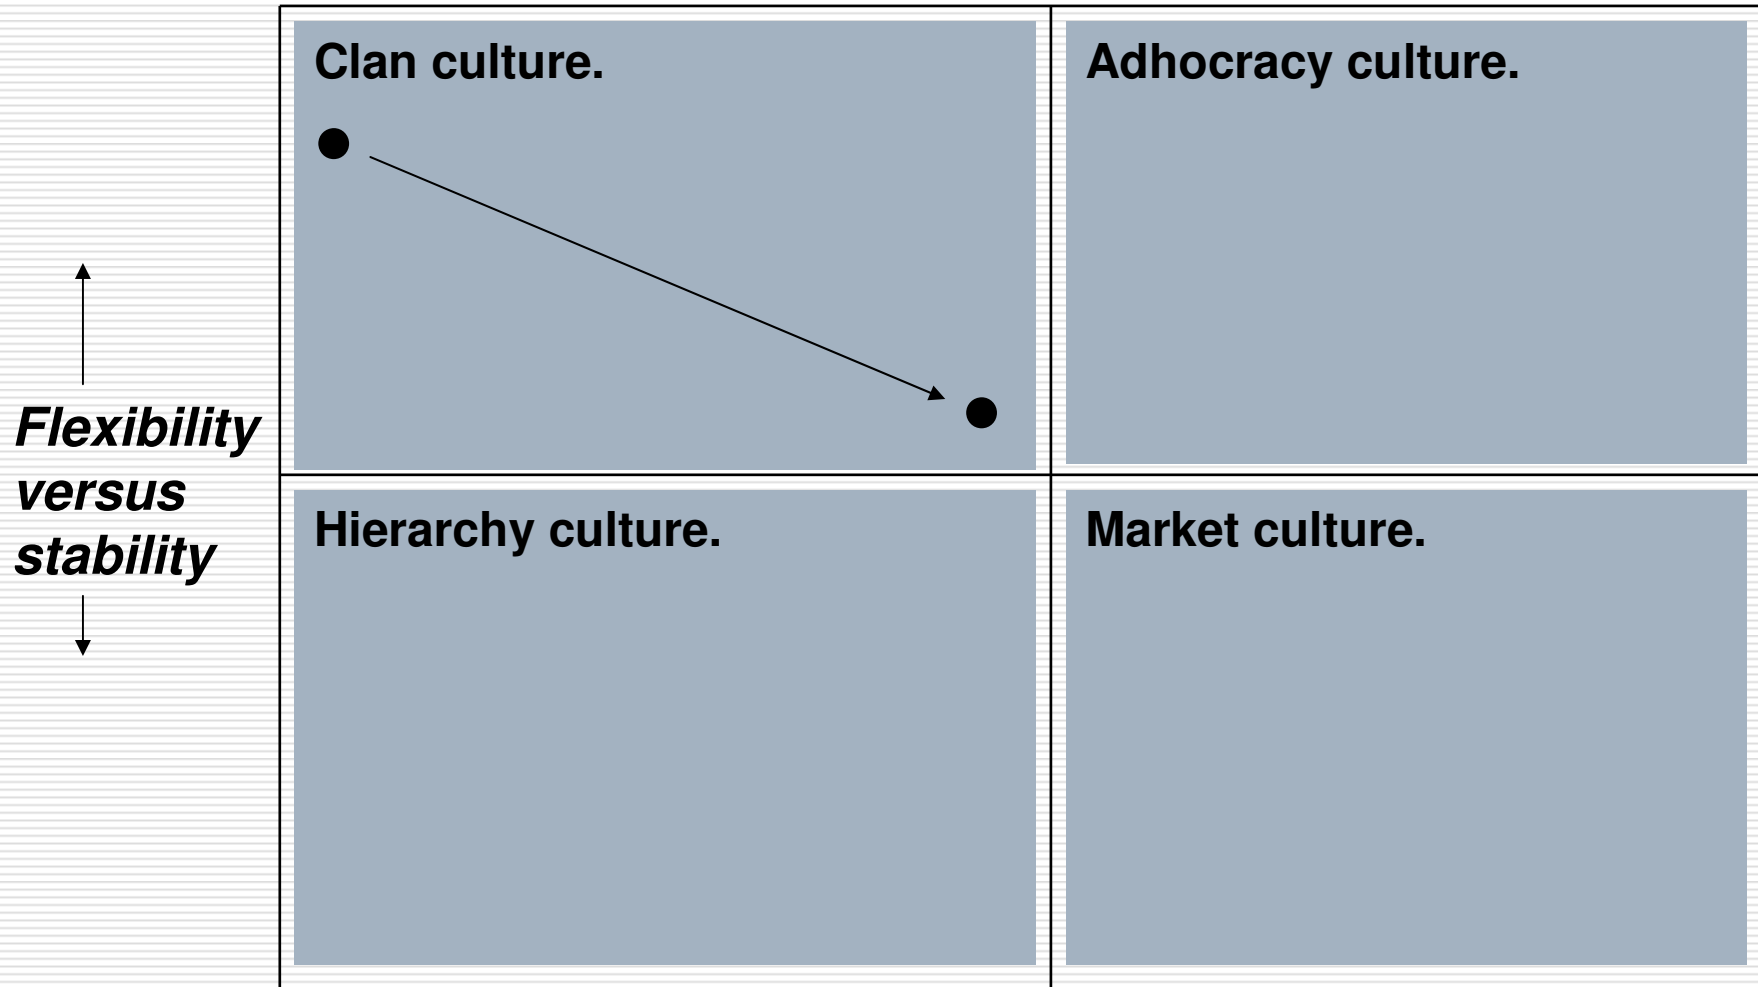 Clan culture.
Adhocracy culture.
Flexibility
versus
stability
Hierarchy culture.
Market culture.